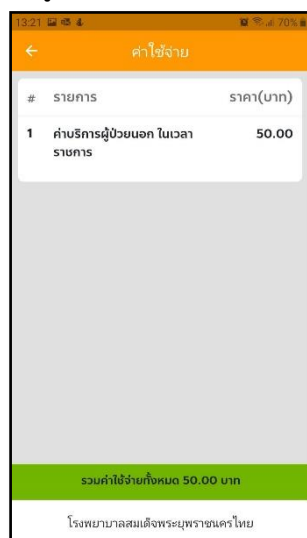 13:21 70%
ค่าใช้จ่าย
# รายการ ราคา(บาท)
1 ค่าบริการผู้ป่วยนอก ในเวลา 50.00
ราชการ
รวมค่าใช้จ่ายทั้งหมด 50.00 บาท
โรงพยาบาลสมเด็จพระยุพราชนครไทย